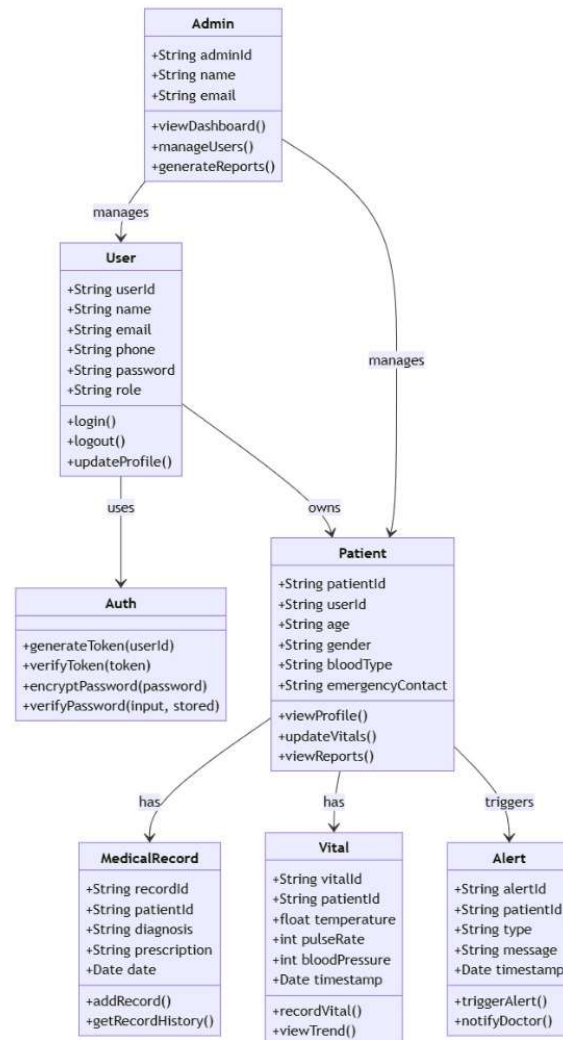 Admin
+String adminId
+String name
+String email
+viewDashboard()
+manageUsers()
+generateReports()
manages
manages
User
+String userId
+String name
+String email
+String phone
+String password
+String role
+login()
+logout()
+updateProfile()
uses
owns
Auth
+generateToken(userId)
+verifyToken(token)
+encryptPassword(password)
+verifyPassword(input, stored)
Patient
+String patientId
+String userId
+String age
+String gender
+String bloodType
+String emergencyContact
+viewProfile()
+updateVitals()
+viewReports()
has
has
triggers
MedicalRecord
+String recordId
+String patientId
+String diagnosis
+String prescription
+Date date
+addRecord()
+getRecordHistory()
Vital
+String vitalId
+String patientId
+float temperature
+int pulseRate
+int bloodPressure
+Date timestamp
+recordVital()
+viewTrend()
Alert
+String alertId
+String patientId
+String type
+String message
+Date timestamp
+triggerAlert()
+notifyDoctor()